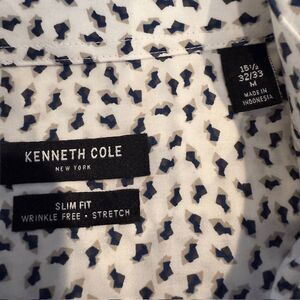 KENNETH COLE
NEW YORK
SLIM FIT
WRINKLE FREE • STRETCH
15½
32/33
M
MADE IN
INDONESIA